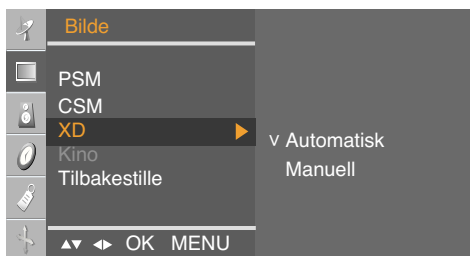 Bilde
PSM
CSM
XD
Kino
Tilbakestille
v Automatisk
Manuell
OK MENU